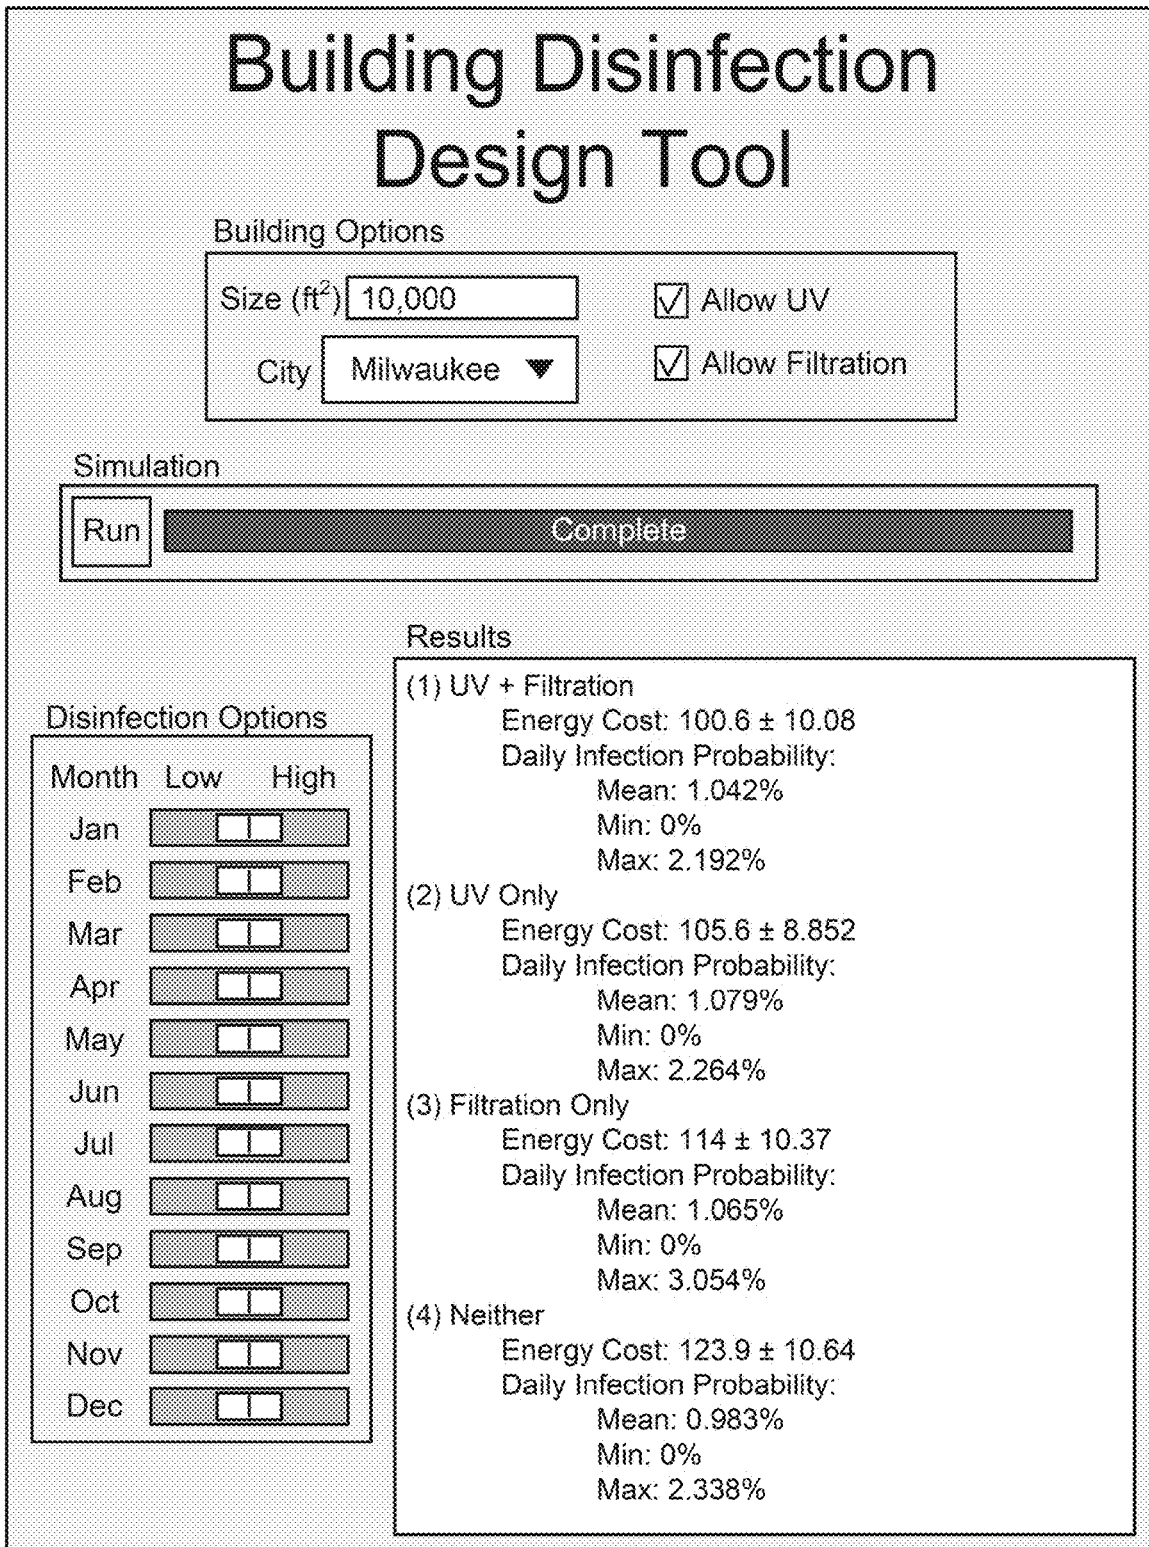 Building Disinfection
Design Tool
Building Options
Size (ft²) 10,000
Allow UV
City Milwaukee
Allow Filtration
Simulation
Run Complete
Disinfection Options
Month Low High
Jan
Feb
Mar
Apr
May
Jun
Jul
Aug
Sep
Oct
Nov
Dec
Results
(1) UV + Filtration
Energy Cost: 100.6 ± 10.08
Daily Infection Probability:
Mean: 1.042%
Min: 0%
Max: 2.192%
(2) UV Only
Energy Cost: 105.6 ± 8.852
Daily Infection Probability:
Mean: 1.079%
Min: 0%
Max: 2.264%
(3) Filtration Only
Energy Cost: 114 ± 10.37
Daily Infection Probability:
Mean: 1.065%
Min: 0%
Max: 3.054%
(4) Neither
Energy Cost: 123.9 ± 10.64
Daily Infection Probability:
Mean: 0.983%
Min: 0%
Max: 2.338%